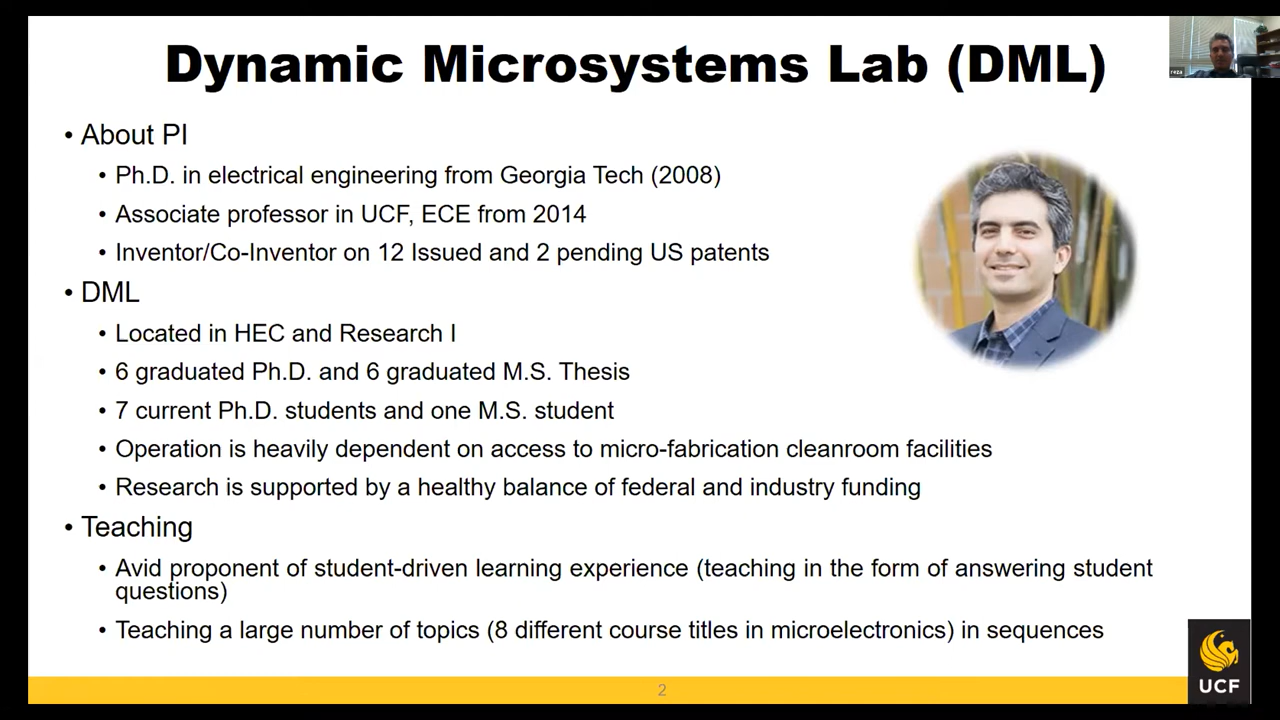 Dynamic Microsystems Lab (DML)
reza
• About PI
• Ph.D. in electrical engineering from Georgia Tech (2008)
• Associate professor in UCF, ECE from 2014
• Inventor/Co-Inventor on 12 Issued and 2 pending US patents
• DML
• Located in HEC and Research I
• 6 graduated Ph.D. and 6 graduated M.S. Thesis
• 7 current Ph.D. students and one M.S. student
• Operation is heavily dependent on access to micro-fabrication cleanroom facilities
• Research is supported by a healthy balance of federal and industry funding
• Teaching
• Avid proponent of student-driven learning experience (teaching in the form of answering student
questions)
• Teaching a large number of topics (8 different course titles in microelectronics) in sequences
UCF
2